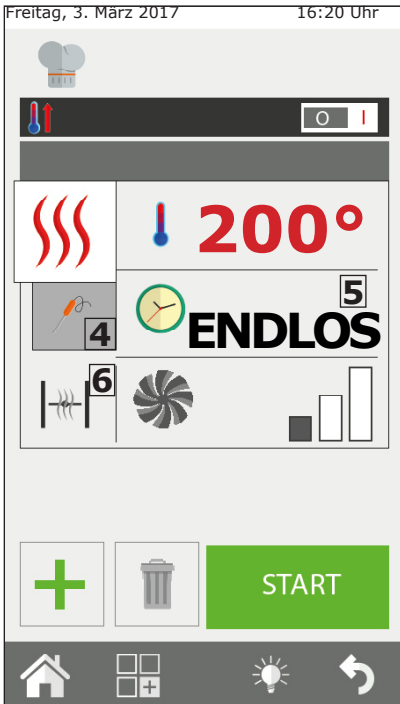 Freitag, 3. März 2017 16:20 Uhr
O I
200°
5
ENDLOS
4
6
START